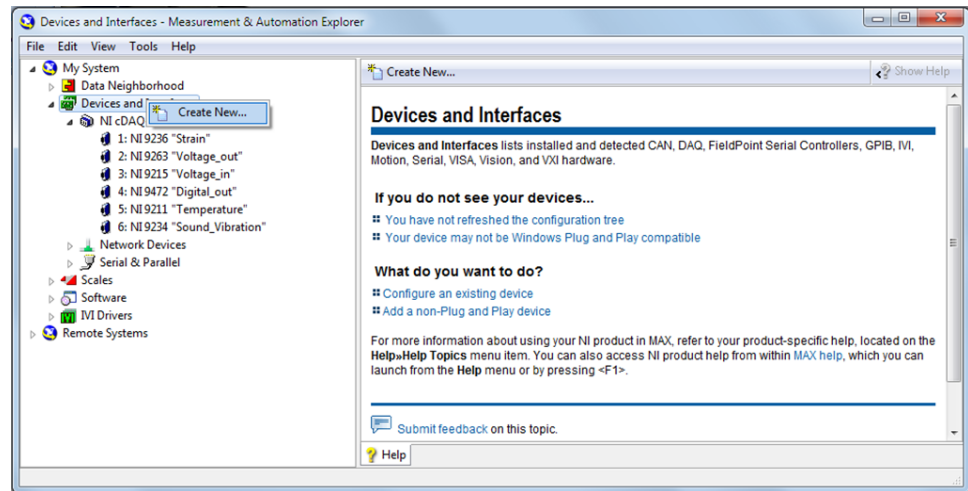 Devices and Interfaces - Measurement & Automation Explorer
File Edit View Tools Help
My System
Data Neighborhood
Devices and
Create New...
NI cDAQ
1: NI 9236 "Strain"
2: NI 9263 "Voltage_out"
3: NI 9215 "Voltage_in"
4: NI 9472 "Digital_out"
5: NI 9211 "Temperature"
6: NI 9234 "Sound_Vibration"
Network Devices
Serial & Parallel
Scales
Software
IVI Drivers
Remote Systems
Create New...
Show Help
Devices and Interfaces
Devices and Interfaces lists installed and detected CAN, DAQ, FieldPoint Serial Controllers, GPIB, IVI,
Motion, Serial, VISA, Vision, and VXI hardware.
If you do not see your devices...
You have not refreshed the configuration tree
Your device may not be Windows Plug and Play compatible
What do you want to do?
Configure an existing device
Add a non-Plug and Play device
For more information about using your NI product in MAX, refer to your product-specific help, located on the
Help»Help Topics menu item. You can also access NI product help from within MAX help, which you can
launch from the Help menu or by pressing <F1>.
Submit feedback on this topic.
Help